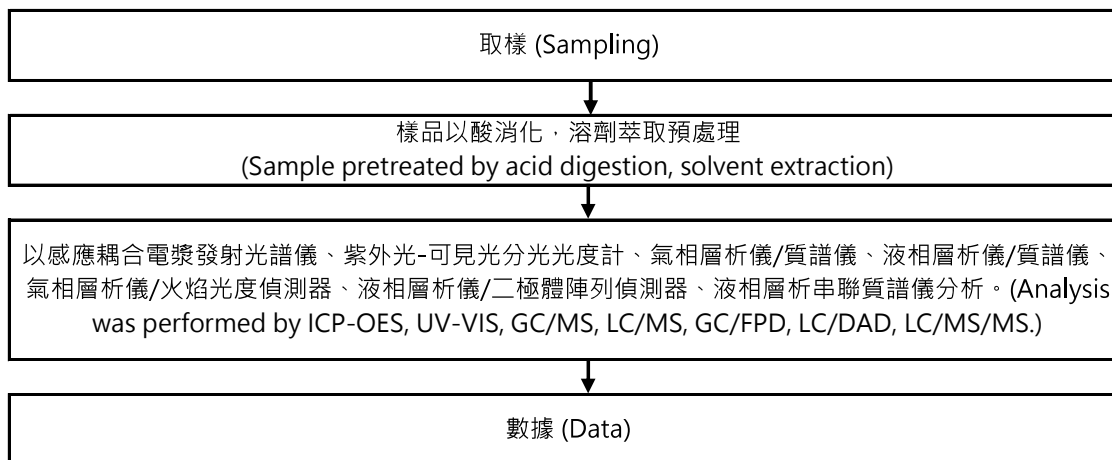 取樣 (Sampling)
樣品以酸消化，溶劑萃取預處理
(Sample pretreated by acid digestion, solvent extraction)
以感應耦合電漿發射光譜儀、紫外光-可見光分光光度計、氣相層析儀/質譜儀、液相層析儀/質譜儀、
氣相層析儀/火焰光度偵測器、液相層析儀/二極體陣列偵測器、液相層析串聯質譜儀分析。(Analysis
was performed by ICP-OES, UV-VIS, GC/MS, LC/MS, GC/FPD, LC/DAD, LC/MS/MS.)
數據 (Data)